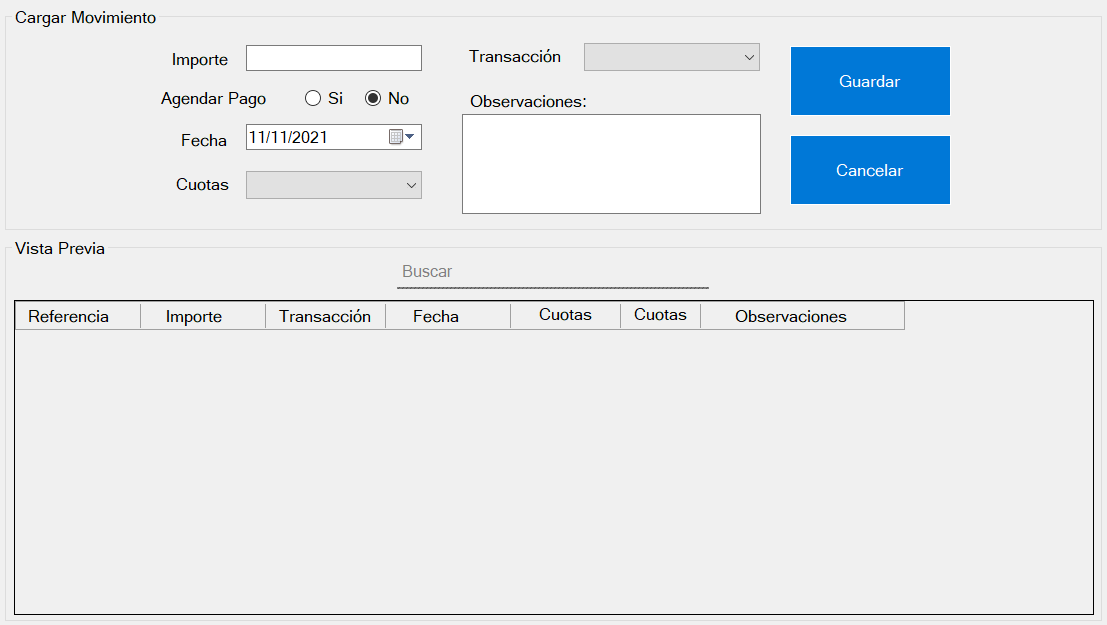 Cargar Movimiento
Importe
Transacción
Guardar
Agendar Pago Si No
Observaciones:
Fecha 11/11/2021
Cuotas
Cancelar
Vista Previa
Buscar
Referencia Importe Transacción Fecha Cuotas Cuotas Observaciones